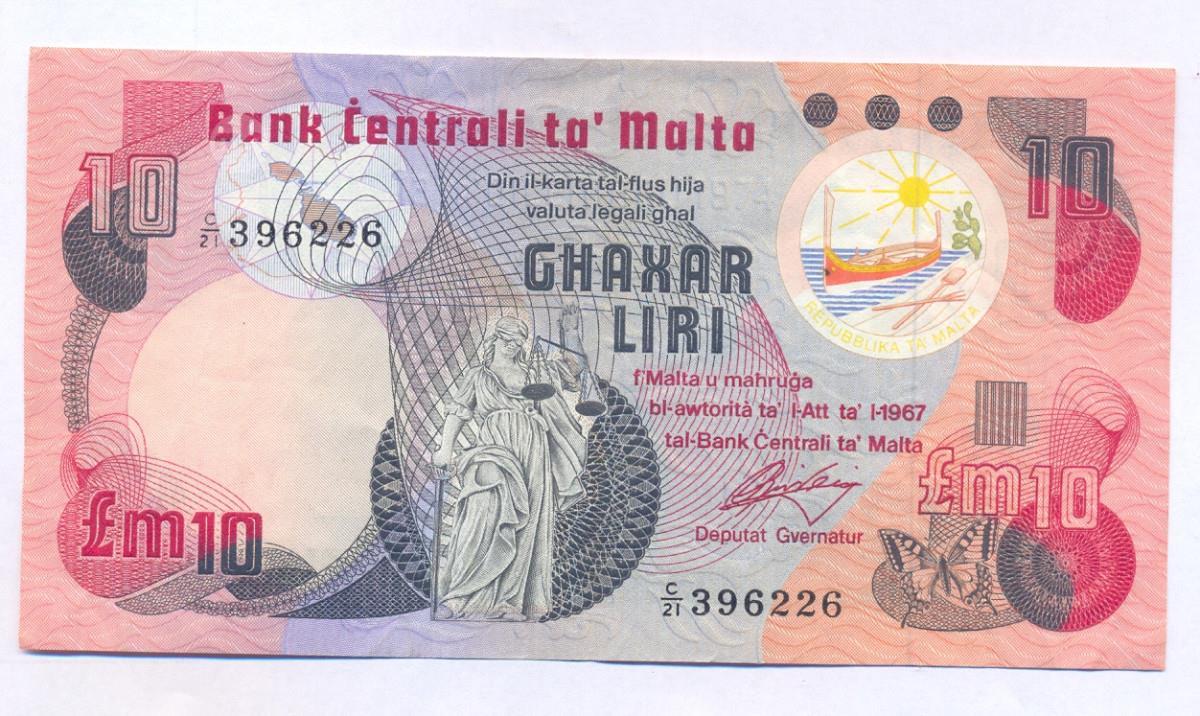 Bank Ċentrali ta' Malta
10
10
Din il-karta tal-flus hija
valuta legali għal
C/21 396226
GĦAXAR
LIRI
REPUBBLIKA TA' MALTA
f'Malta u maħruġa
bl-awtorità ta' l-Att ta' l-1967
tal-Bank Ċentrali ta' Malta
£m10
£m10
Deputat Gvernatur
C/21 396226